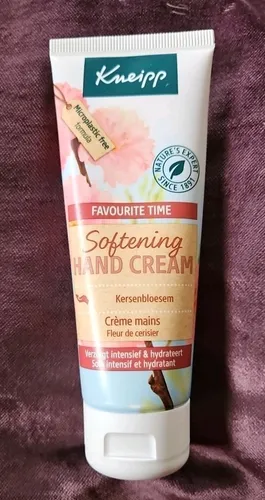 Kneipp
Microplastic free
formula
NATURE'S EXPERT
SINCE 1891
FAVOURITE TIME
Softening
HAND CREAM
Kersenbloesem
Crème mains
Fleur de cerisier
Verzorgt intensief & hydrateert
Soin intensif et hydratant